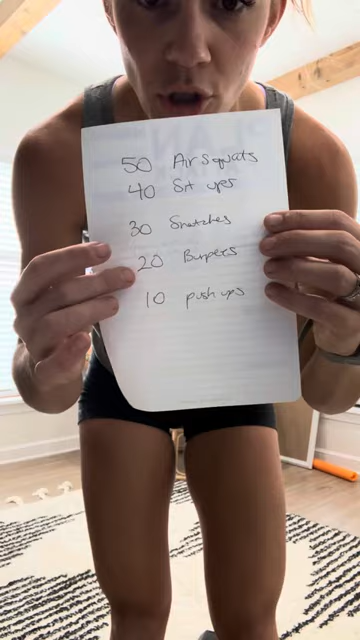 50 Air squats
40 Sit ups
30 Snatches
20 Burpees
10 push ups